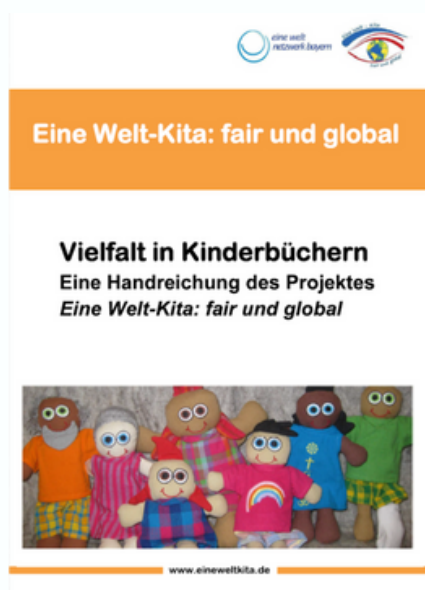 eine welt
netzwerk bayern
Eine Welt-Kita: fair und global
Vielfalt in Kinderbüchern
Eine Handreichung des Projektes
Eine Welt-Kita: fair und global
www.eineweltkita.de